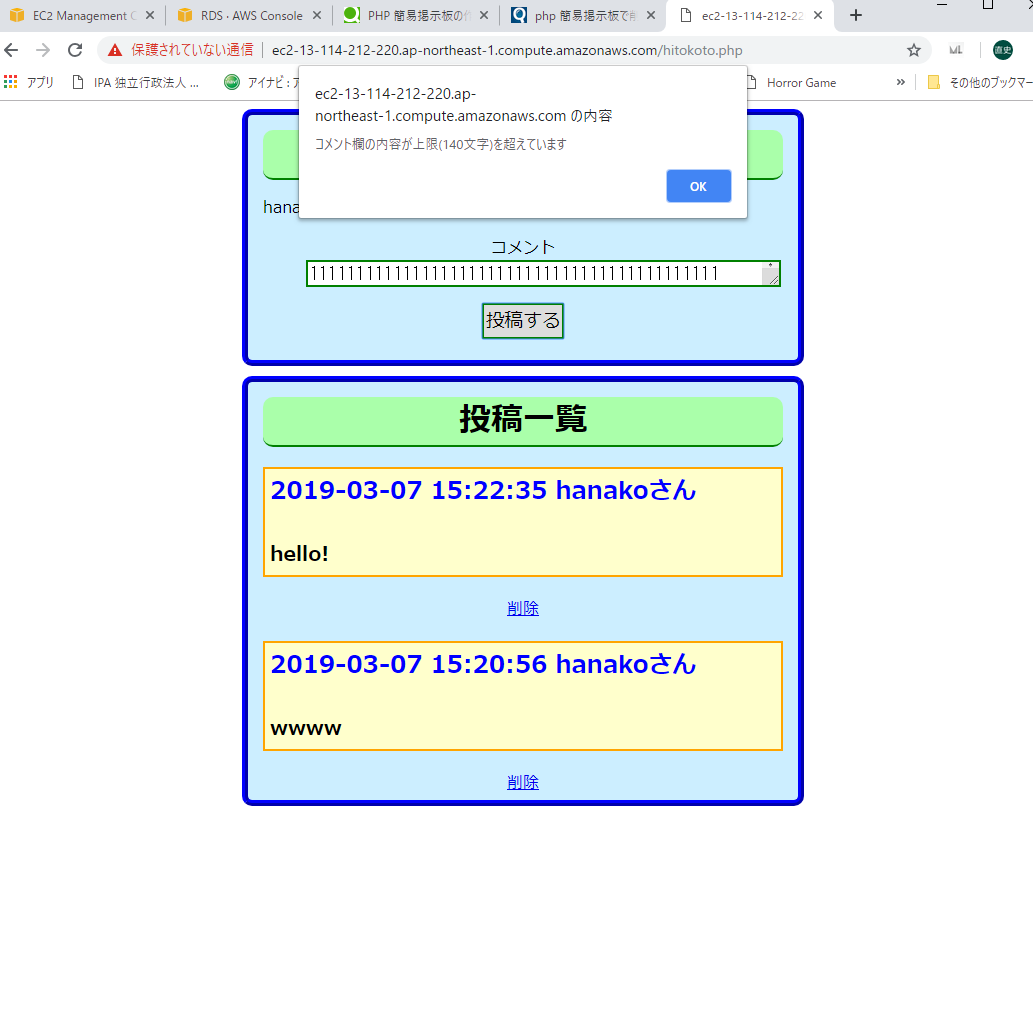 EC2 Management C
RDS · AWS Console
PHP 簡易掲示板の
php 簡易掲示板で
ec2-13-114-212-22
保護されていない通信
ec2-13-114-212-220.ap-northeast-1.compute.amazonaws.com/hitokoto.php
ML
直史
アプリ
IPA 独立行政法人 ...
アイナビ : ア
Horror Game
»
その他のブックマー
ec2-13-114-212-220.ap-
northeast-1.compute.amazonaws.com の内容
コメント欄の内容が上限(140文字)を超えています
OK
hana
コメント
11111111111111111111111111111111111111111111
投稿する
投稿一覧
2019-03-07 15:22:35 hanakoさん
hello!
削除
2019-03-07 15:20:56 hanakoさん
wwww
削除